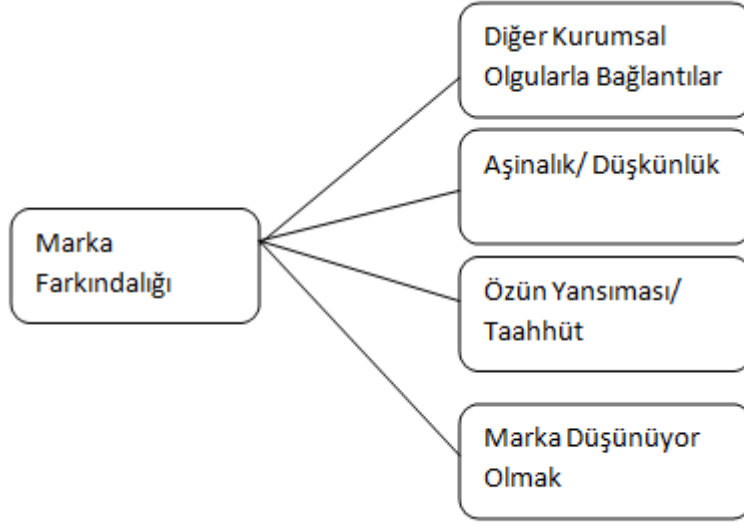 Diğer Kurumsal
Olgularla Bağlantılar
Aşinalık/ Düşkünlük
Marka
Farkındalığı
Özün Yansıması/
Taahhüt
Marka Düşünüyor
Olmak